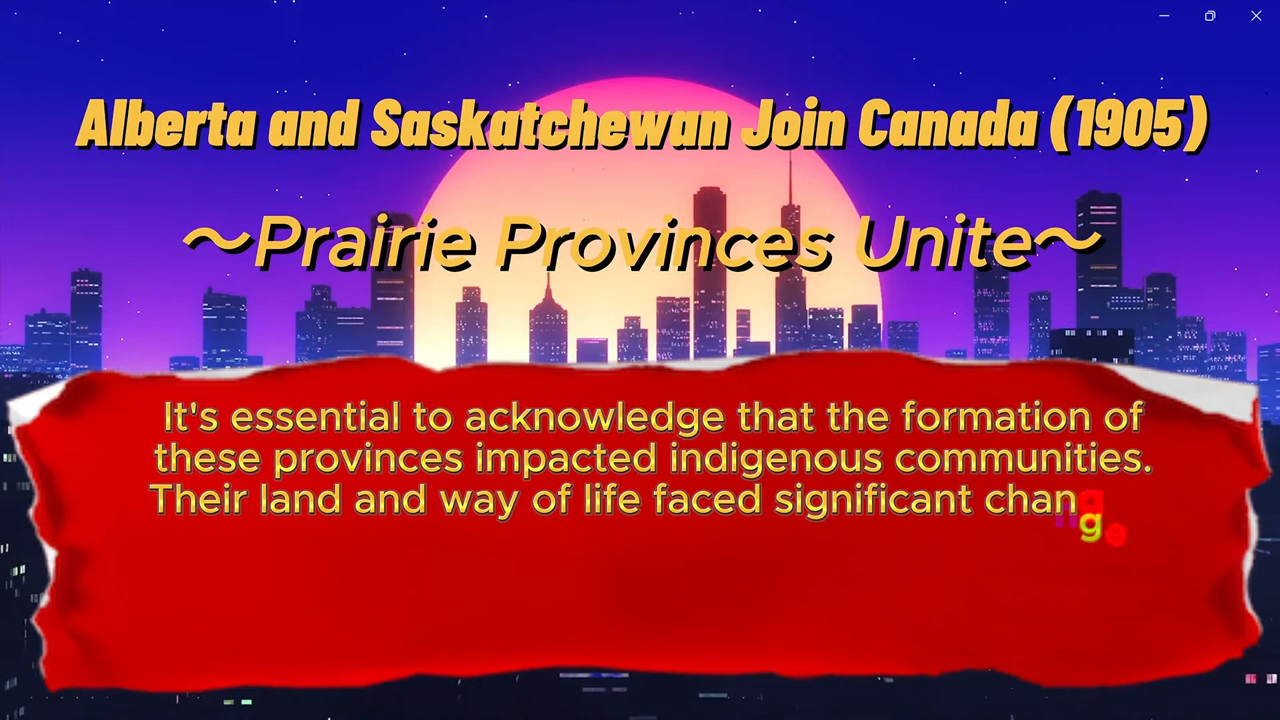 Alberta and Saskatchewan Join Canada (1905)
～Prairie Provinces Unite～
It's essential to acknowledge that the formation of
these provinces impacted indigenous communities.
Their land and way of life faced significant change